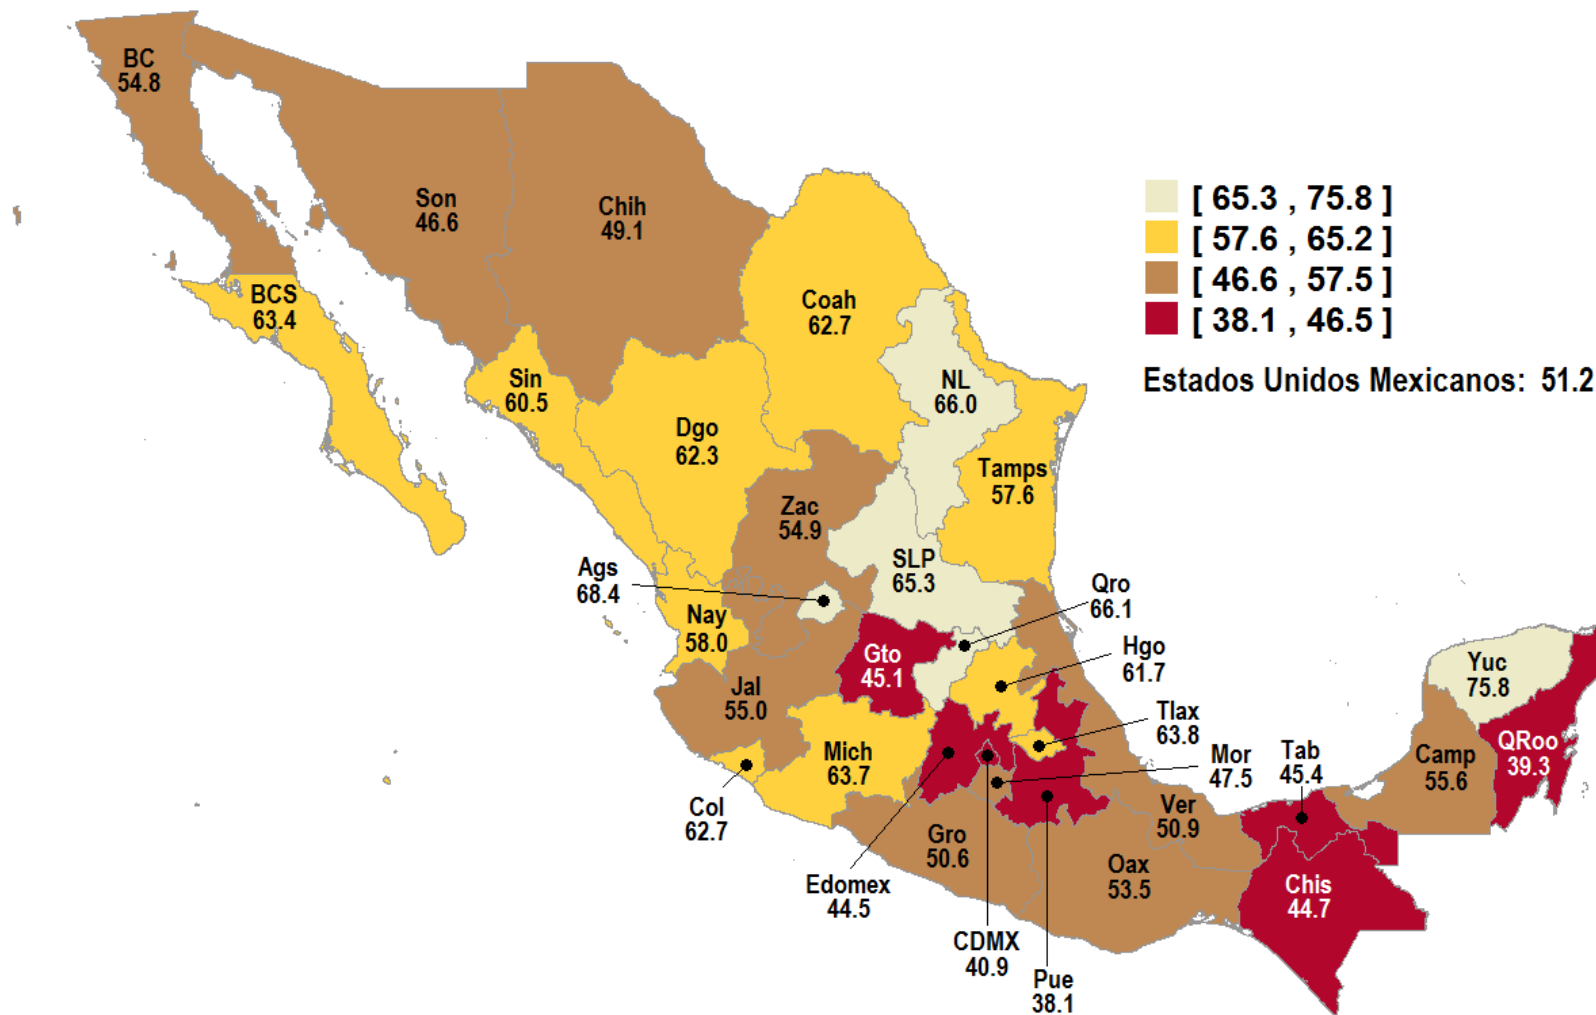 BC
54.8
Son
46.6
Chih
49.1
BCS
63.4
Coah
62.7
[ 65.3 , 75.8 ]
[ 57.6 , 65.2 ]
[ 46.6 , 57.5 ]
[ 38.1 , 46.5 ]
Estados Unidos Mexicanos: 51.2
Sin
60.5
NL
66.0
Dgo
62.3
Tamps
57.6
Zac
54.9
SLP
65.3
Ags
68.4
Qro
66.1
Nay
58.0
Gto
45.1
Hgo
61.7
Yuc
75.8
Jal
55.0
Tlax
63.8
Mich
63.7
Mor
47.5
Tab
45.4
Camp
55.6
QRoo
39.3
Col
62.7
Ver
50.9
Gro
50.6
Oax
53.5
Edomex
44.5
Chis
44.7
CDMX
40.9
Pue
38.1